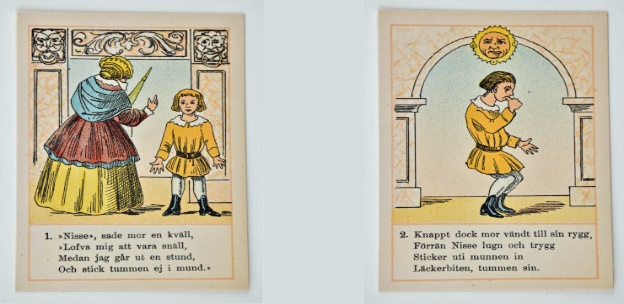 1. »Nisse», sade mor en kväll,
»Lofva mig att vara snäll,
Medan jag går ut en stund,
Och stick tummen ej i mund.»
2. Knappt dock mor vändt till sin rygg,
Förrän Nisse lugn och trygg
Sticker uti munnen in
Läckerbiten, tummen sin.